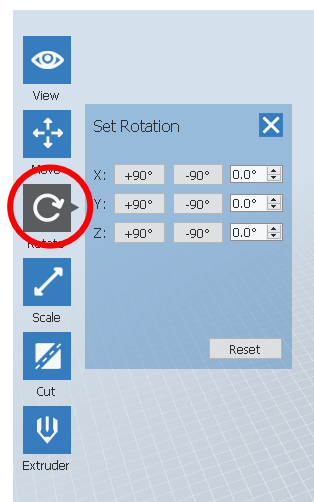 View
Set Rotation
Move
X: +90° -90° 0.0°
Y: +90° -90° 0.0°
Rotate
Z: +90° -90° 0.0°
Scale
Reset
Cut
Extruder